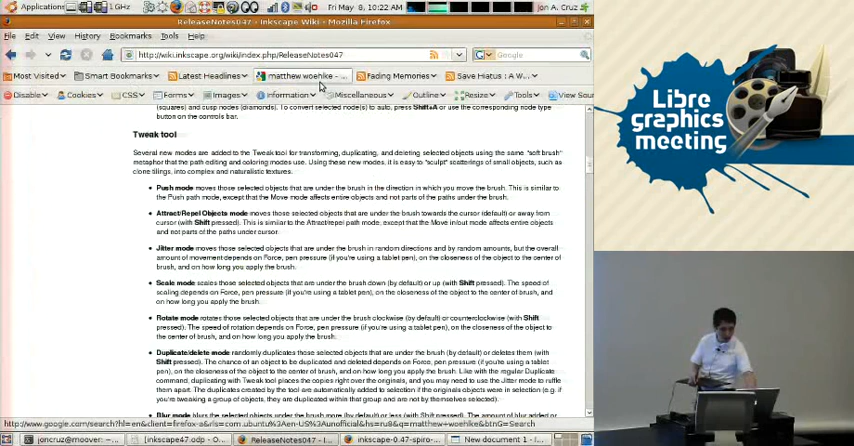 Applications
1 GHz
Fri May 8, 10:22 AM
Jon A. Cruz
ReleaseNotes047 - Inkscape Wiki - Mozilla Firefox
File Edit View History Bookmarks Tools Help
http://wiki.inkscape.org/wiki/index.php/ReleaseNotes047
Google
Most Visited Smart Bookmarks Latest Headlines matthew woehlke - ... Fading Memories Save Hiatus : A W...
Disable Cookies CSS Forms Images Information Miscellaneous Outline Resize Tools View Sour
(squares) and cusp nodes (diamonds). To convert selected node(s) to auto, press Shift+A or use the corresponding node type
button on the controls bar.
Tweak tool
Several new modes are added to the Tweak tool for transforming, duplicating, and deleting selected objects using the same "soft brush"
metaphor that the path editing and coloring modes use. Using these new modes, it is easy to "sculpt" scatterings of small objects, such as
clone tilings, into complex and naturalistic textures.
Push mode moves those selected objects that are under the brush in the direction in which you move the brush. This is similar to
the Push path mode, except that the Move mode affects entire objects and not parts of the paths under the brush.
Attract/Repel Objects mode moves those selected objects that are under the brush towards the cursor (default) or away from
cursor (with Shift pressed). This is similar to the Attract/repel path mode, except that the Move in/out mode affects entire objects
and not parts of the paths under cursor.
Jitter mode moves those selected objects that are under the brush in random directions and by random amounts, but the overall
amount of movement depends on Force, pen pressure (if you're using a tablet pen), on the closeness of the object to the center of
brush, and on how long you apply the brush.
Scale mode scales those selected objects that are under the brush down (by default) or up (with Shift pressed). The speed of
scaling depends on Force, pen pressure (if you're using a tablet pen), on the closeness of the object to the center of brush, and
on how long you apply the brush.
Rotate mode rotates those selected objects that are under the brush clockwise (by default) or counterclockwise (with Shift
pressed). The speed of rotation depends on Force, pen pressure (if you're using a tablet pen), on the closeness of the object to
the center of brush, and on how long you apply the brush.
Duplicate/delete mode randomly duplicates those selected objects that are under the brush (by default) or deletes them (with
Shift pressed). The chance of an object to be duplicated and deleted depends on Force, pen pressure (if you're using a tablet
pen), on the closeness of the object to the center of brush, and on how long you apply the brush. Like with the regular Duplicate
command, duplicating with Tweak tool places the copies right over the originals, and you may need to use the Jitter mode to ruffle
them apart. The duplicates created by the tool are automatically added to selection if the original objects were in selection (e.g. if
you're tweaking a group of objects, they are duplicated within that group and are not by themselves selected).
Blur mode blurs the selected objects under the brush more (by default) or less (with Shift pressed). The amount of blur added or
http://www.google.com/search?hl=en&client=firefox-a&rls=com.ubuntu%3Aen-US%3Aunofficial&hs=ru8&q=matthew+woehlke&btnG=Search
joncruz@moover: ~...
[inkscape47.odp - O...
ReleaseNotes047 - I...
inkscape-0.47-spiro-...
New document 1 - I...
Libre
graphics
meeting